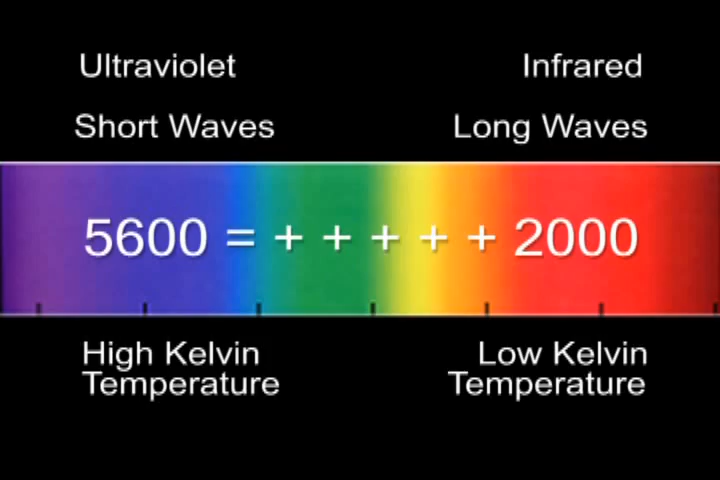 Ultraviolet
Infrared
Short Waves
Long Waves
5600 = + + + + + 2000
High Kelvin
Temperature
Low Kelvin
Temperature